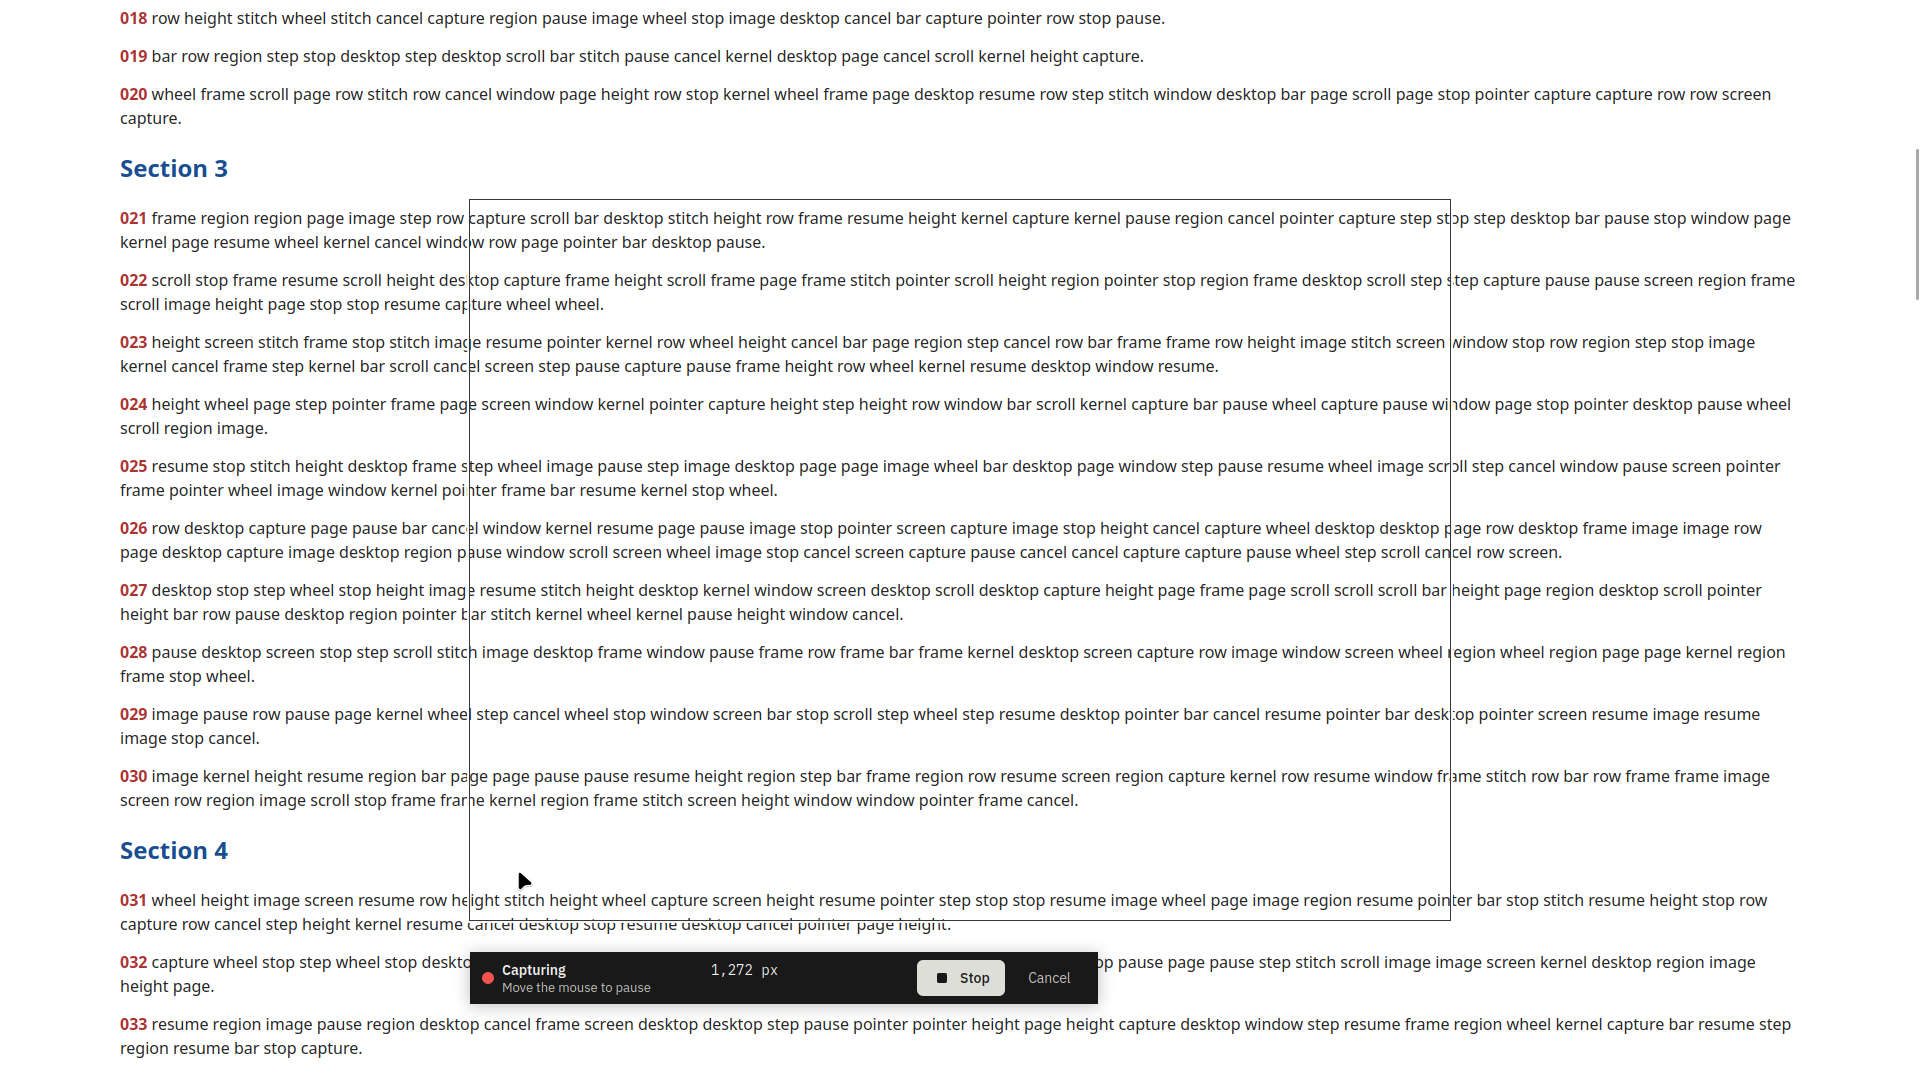 018 row height stitch wheel stitch cancel capture region pause image wheel stop image desktop cancel bar capture pointer row stop pause.
019 bar row region step stop desktop step desktop scroll bar stitch pause cancel kernel desktop page cancel scroll kernel height capture.
020 wheel frame scroll page row stitch row cancel window page height row stop kernel wheel frame page desktop resume row step stitch window desktop bar page scroll page stop pointer capture capture row row screen
capture.
Section 3
021 frame region region page image step row capture scroll bar desktop stitch height row frame resume height kernel capture kernel pause region cancel pointer capture step stop step desktop bar pause stop window page
kernel page resume wheel kernel cancel window row page pointer bar desktop pause.
022 scroll stop frame resume scroll height desktop capture frame height scroll frame page frame stitch pointer scroll height region pointer stop region frame desktop scroll step step capture pause pause screen region frame
scroll image height page stop stop resume capture wheel wheel.
023 height screen stitch frame stop stitch image resume pointer kernel row wheel height cancel bar page region step cancel row bar frame frame row height image stitch screen window stop row region step stop image
kernel cancel frame step kernel bar scroll cancel screen step pause capture pause frame height row wheel kernel resume desktop window resume.
024 height wheel page step pointer frame page screen window kernel pointer capture height step height row window bar scroll kernel capture bar pause wheel capture pause window page stop pointer desktop pause wheel
scroll region image.
025 resume stop stitch height desktop frame step wheel image pause step image desktop page page image wheel bar desktop page window step pause resume wheel image scroll step cancel window pause screen pointer
frame pointer wheel image window kernel pointer frame bar resume kernel stop wheel.
026 row desktop capture page pause bar cancel window kernel resume page pause image stop pointer screen capture image stop height cancel capture wheel desktop desktop page row desktop frame image image row
page desktop capture image desktop region pause window scroll screen wheel image stop cancel screen capture pause cancel cancel capture capture pause wheel step scroll cancel row screen.
027 desktop stop step wheel stop height image resume stitch height desktop kernel window screen desktop scroll desktop capture height page frame page scroll scroll scroll bar height page region desktop scroll pointer
height bar row pause desktop region pointer bar stitch kernel wheel kernel pause height window cancel.
028 pause desktop screen stop step scroll stitch image desktop frame window pause frame row frame bar frame kernel desktop screen capture row image window screen wheel region wheel region page page kernel region
frame stop wheel.
029 image pause row pause page kernel wheel step cancel wheel stop window screen bar stop scroll step wheel step resume desktop pointer bar cancel resume pointer bar desktop pointer screen resume image resume
image stop cancel.
030 image kernel height resume region bar page page pause pause resume height region step bar frame region row resume screen region capture kernel row resume window frame stitch row bar row frame frame image
screen row region image scroll stop frame frame kernel region frame stitch screen height window window pointer frame cancel.
Section 4
031 wheel height image screen resume row height stitch height wheel capture screen height resume pointer step stop stop resume image wheel page image region resume pointer bar stop stitch resume height stop row
capture row cancel step height kernel resume cancel desktop stop resume desktop cancel pointer page height.
032 capture wheel stop step wheel stop pause page pause step stitch scroll image image screen kernel desktop region image
height page.
Capturing
Move the mouse to pause
1,272 px
Stop
Cancel
033 resume region image pause region desktop cancel frame screen desktop desktop step pause pointer pointer height page height capture desktop window step resume frame region wheel kernel capture bar resume step
region resume bar stop capture.